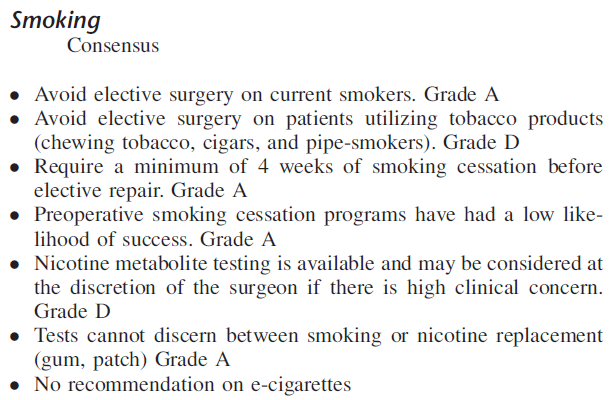 Smoking
Consensus
• Avoid elective surgery on current smokers. Grade A
• Avoid elective surgery on patients utilizing tobacco products
(chewing tobacco, cigars, and pipe-smokers). Grade D
• Require a minimum of 4 weeks of smoking cessation before
elective repair. Grade A
• Preoperative smoking cessation programs have had a low like-
lihood of success. Grade A
• Nicotine metabolite testing is available and may be considered at
the discretion of the surgeon if there is high clinical concern.
Grade D
• Tests cannot discern between smoking or nicotine replacement
(gum, patch) Grade A
• No recommendation on e-cigarettes